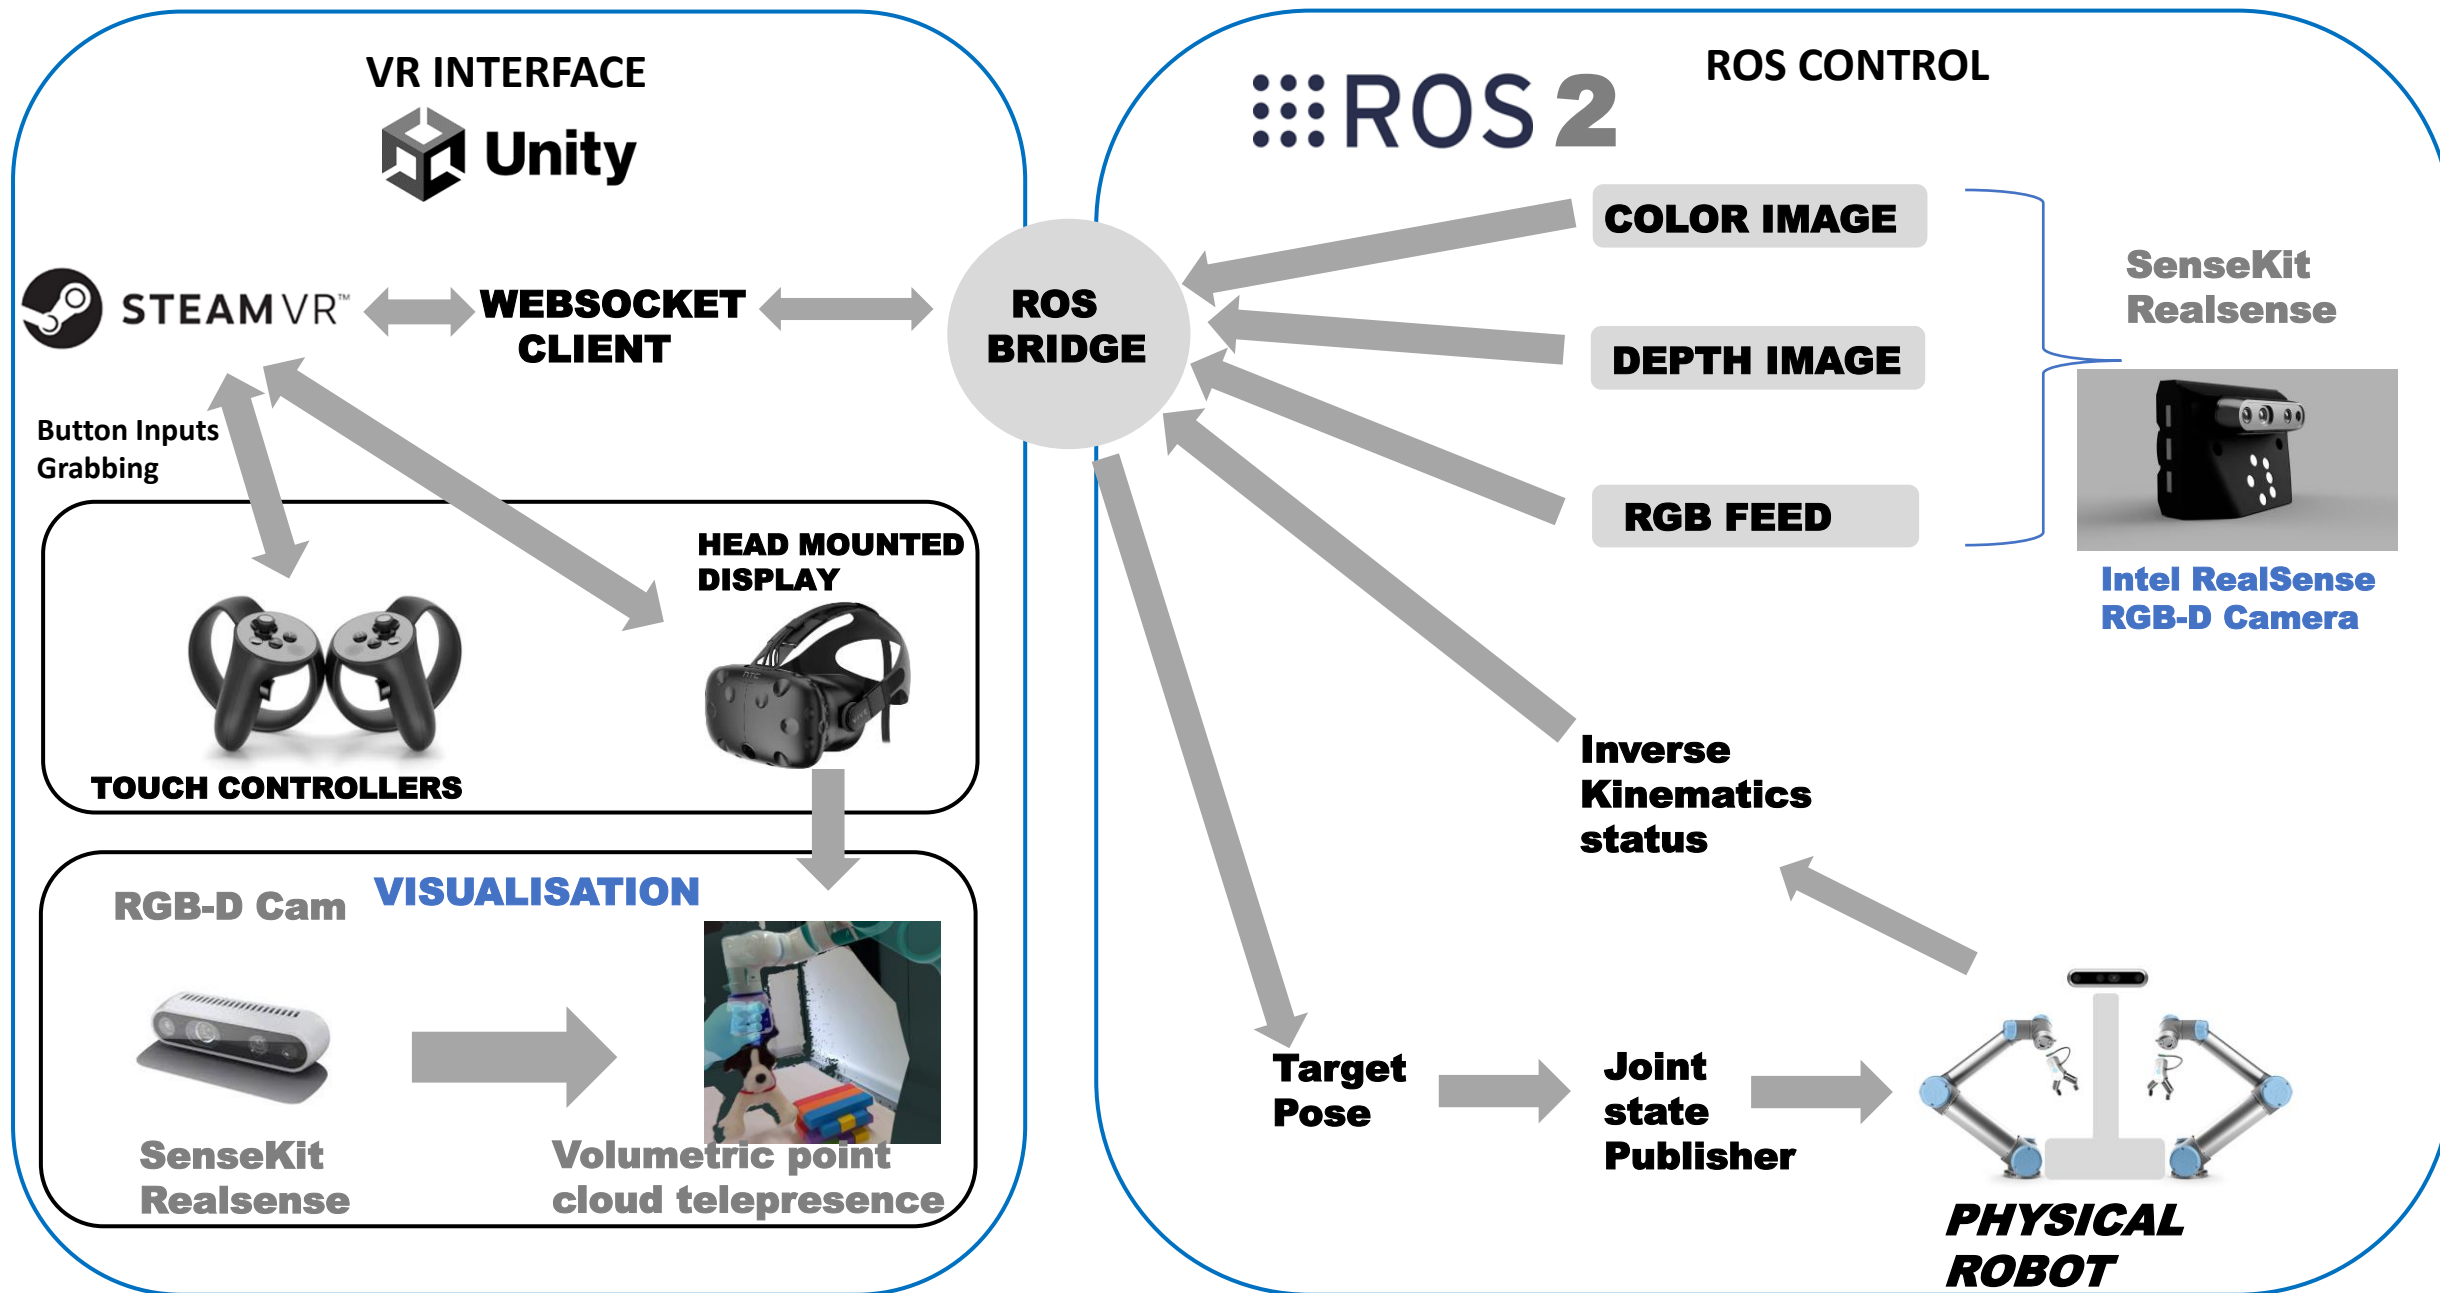 VR INTERFACE
Unity
STEAMVR™
WEBSOCKET
CLIENT
Button Inputs
Grabbing
HEAD MOUNTED
DISPLAY
TOUCH CONTROLLERS
RGB-D Cam
VISUALISATION
SenseKit
Realsense
Volumetric point
cloud telepresence
ROS
BRIDGE
ROS CONTROL
ROS 2
COLOR IMAGE
DEPTH IMAGE
RGB FEED
SenseKit
Realsense
Intel RealSense
RGB-D Camera
Inverse
Kinematics
status
Target
Pose
Joint
state
Publisher
PHYSICAL
ROBOT